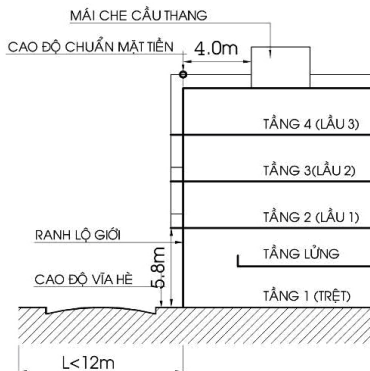 MÁI CHE CẦU THANG
CAO ĐỘ CHUẨN MẶT TIỀN
4.0m
TẦNG 4 (LẦU 3)
TẦNG 3(LẦU 2)
TẦNG 2 (LẦU 1)
RANH LỘ GIỚI
TẦNG LỬNG
5.8m
CAO ĐỘ VĨA HÈ
TẦNG 1 (TRỆT)
L<12m